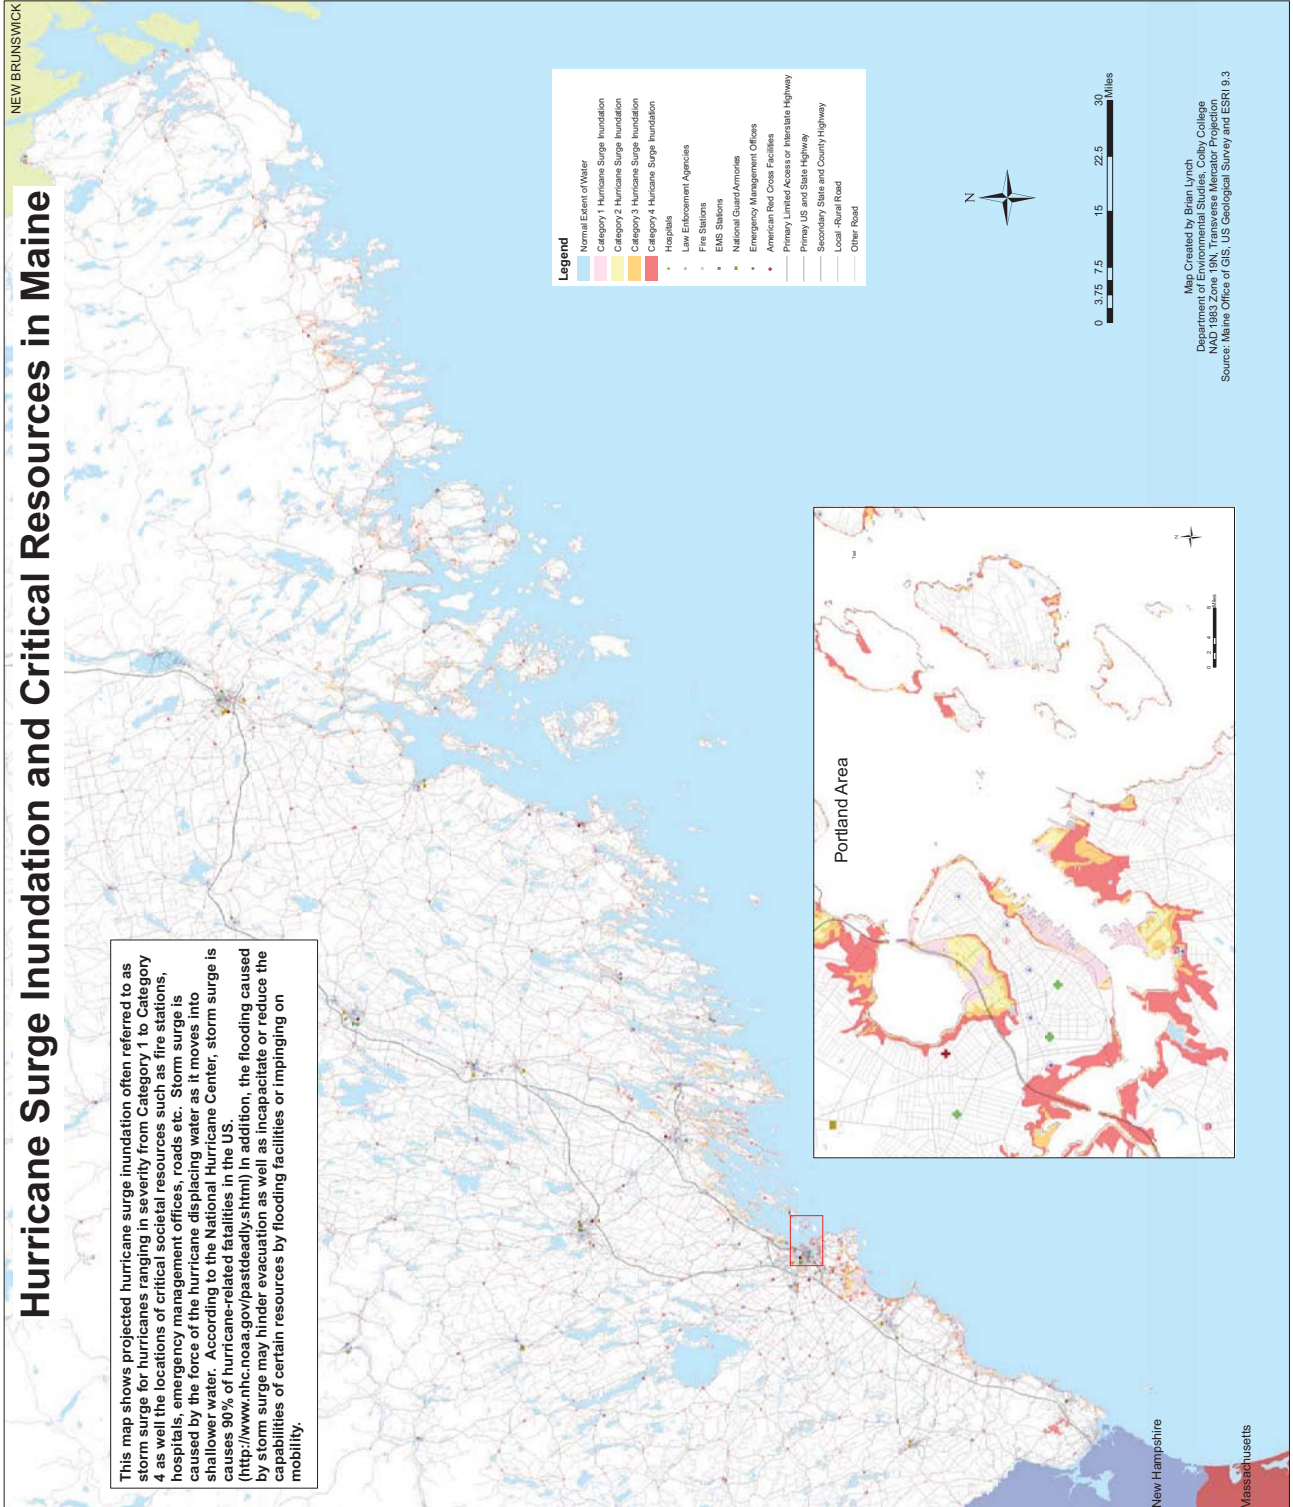 Hurricane Surge Inundation and Critical Resources in Maine
NEW BRUNSWICK
This map shows projected hurricane surge inundation often referred to as
storm surge for hurricanes ranging in severity from Category 1 to Category
4 as well the locations of critical societal resources such as fire stations,
hospitals, emergency management offices, roads etc. Storm surge is
caused by the force of the hurricane displacing water as it moves into
shallower water. According to the National Hurricane Center, storm surge is
causes 90% of hurricane-related fatalities in the US.
(http://www.nhc.noaa.gov/pastdeadly.shtml) In addition, the flooding caused
by storm surge may hinder evacuation as well as incapacitate or reduce the
capabilities of certain resources by flooding facilities or impinging on
mobility.
Legend
Normal Extent of Water
Category 1 Hurricane Surge Inundation
Category 2 Hurricane Surge Inundation
Category 3 Hurricane Surge Inundation
Category 4 Huricane Surge Inundation
Hospitals
Law Enforcement Agencies
Fire Stations
EMS Stations
National Guard Armories
Emergency Management Offices
American Red Cross Facilities
Primary Limited Access or Interstate Highway
Primay US and State Highway
Secondary State and County Highway
Local -Rural Road
Other Road
N
0 3.75 7.5 15 22.5 30
Miles
Map Created by Brian Lynch
Department of Environmental Studies, Colby College
NAD 1983 Zone 19N, Transverse Mercator Projection
Source: Maine Office of GIS, US Geological Survey and ESRI 9.3
Portland Area
Text
N
0 2 4 8
Miles
New Hampshire
Massachusetts